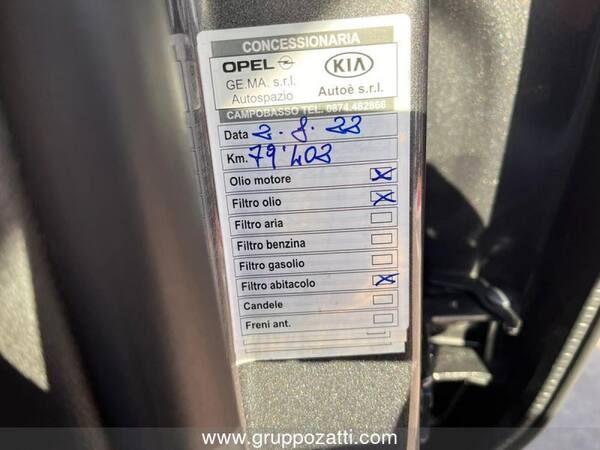 CONCESSIONARIA
OPEL KIA
GE.MA. s.r.l. Autoè s.r.l.
Autospazio
CAMPOBASSO TEL. 0874.482866
Data 2.8.22
Km. 79'402
Olio motore X
Filtro olio X
Filtro aria
Filtro benzina
Filtro gasolio
Filtro abitacolo X
Candele
Freni ant.
www.gruppozatti.com